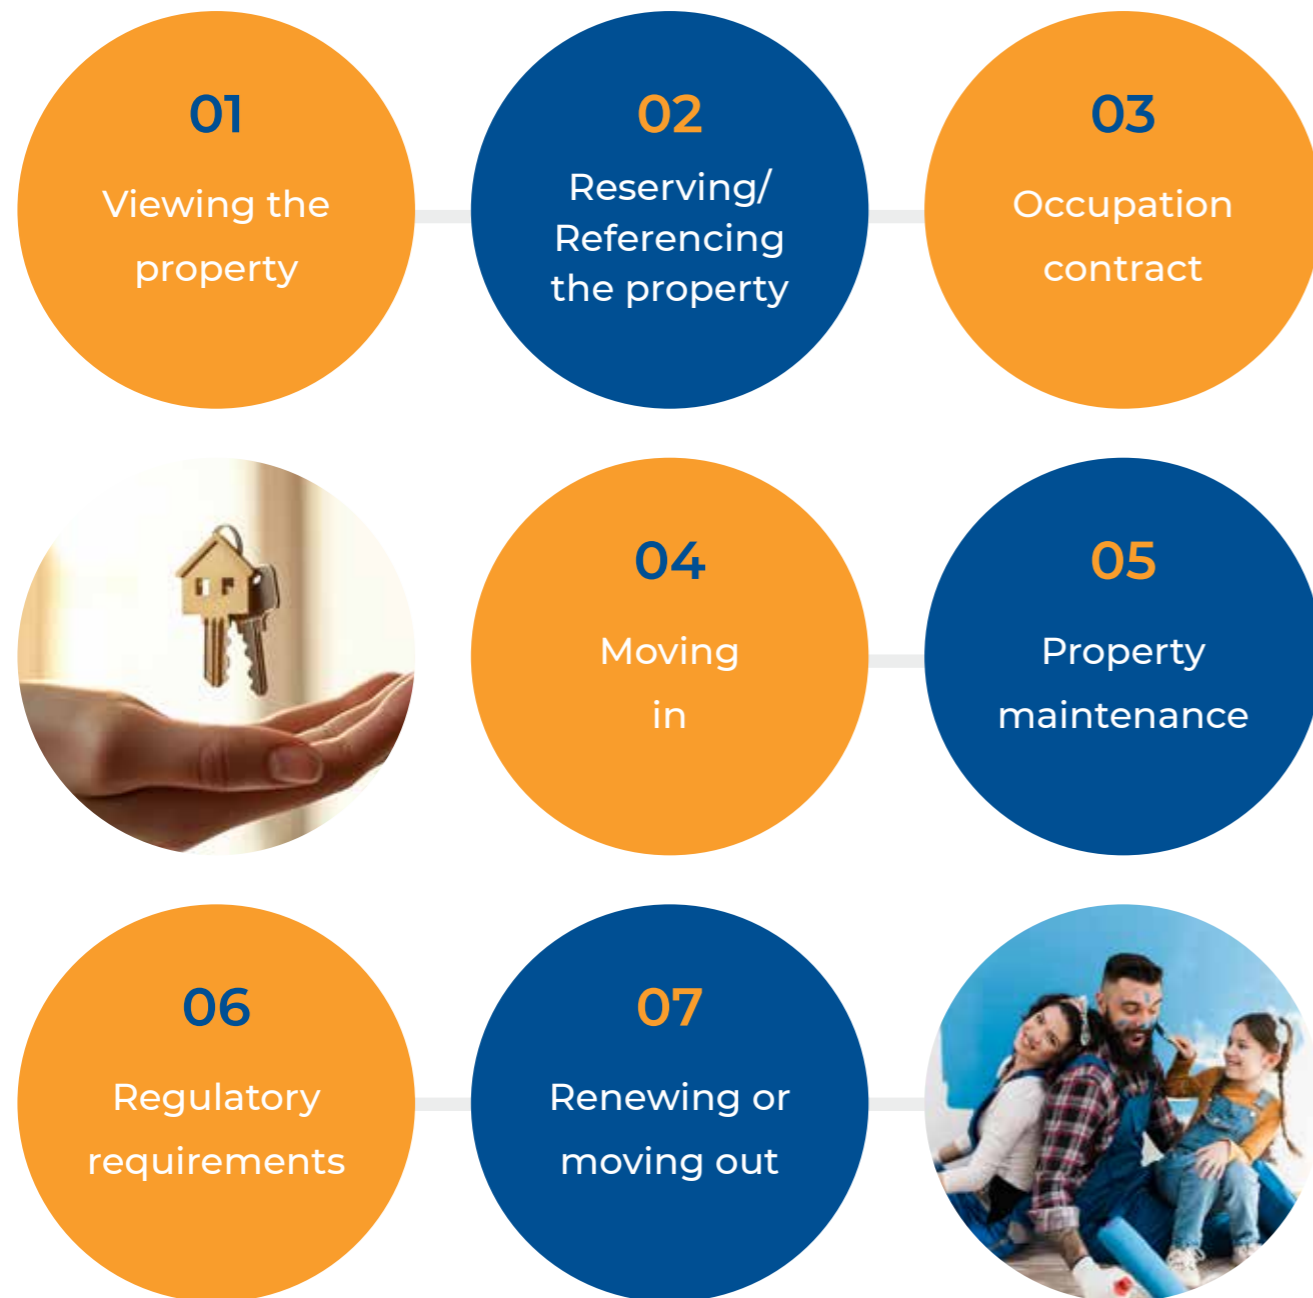 01
Viewing the
property
02
Reserving/
Referencing
the property
03
Occupation
contract
04
Moving
in
05
Property
maintenance
06
Regulatory
requirements
07
Renewing or
moving out